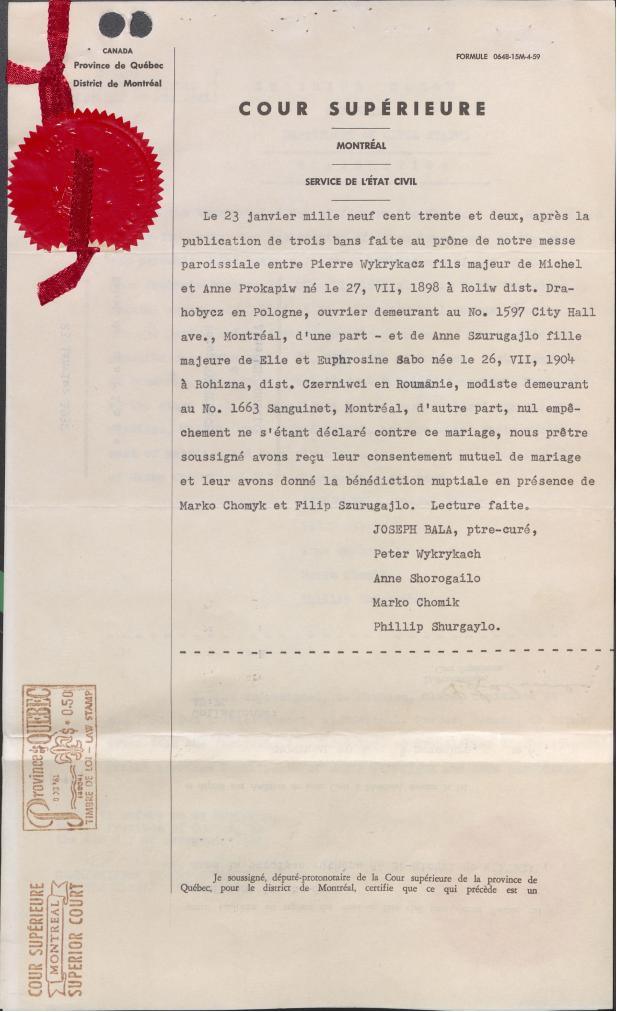 CANADA
Province de Québec
District de Montréal
FORMULE 0648-15M-4-59
COUR SUPÉRIEURE
MONTRÉAL
SERVICE DE L'ÉTAT CIVIL
Le 23 janvier mille neuf cent trente et deux, après la
publication de trois bans faite au prône de notre messe
paroissiale entre Pierre Wykrykacz fils majeur de Michel
et Anne Prokapiw né le 27, VII, 1898 à Roliw dist. Dra-
hobycz en Pologne, ouvrier demeurant au No. 1597 City Hall
ave., Montréal, d'une part - et de Anne Szurugajlo fille
majeure de Elie et Euphrosine Sabo née le 26, VII, 1904
à Rohizna, dist. Czerniwci en Roumänie, modiste demeurant
au No. 1663 Sanguinet, Montréal, d'autre part, nul empê-
chement ne s'étant déclaré contre ce mariage, nous prêtre
soussigné avons reçu leur consentement mutuel de mariage
et leur avons donné la bénédiction nuptiale en présence de
Marko Chomyk et Filip Szurugajlo. Lecture faite.
JOSEPH BALA, ptre-curé,
Peter Wykrykach
Anne Shorogailo
Marko Chomik
Phillip Shurgaylo.
Province de QUÉBEC
$ 0.50
TIMBRE DE LOI - LAW STAMP
Je soussigné, dépuré-protonotaire de la Cour supérieure de la province de
Québec, pour le district de Montréal, certifie que ce qui précède est un
COUR SUPÉRIEURE
MONTREAL
SUPERIOR COURT